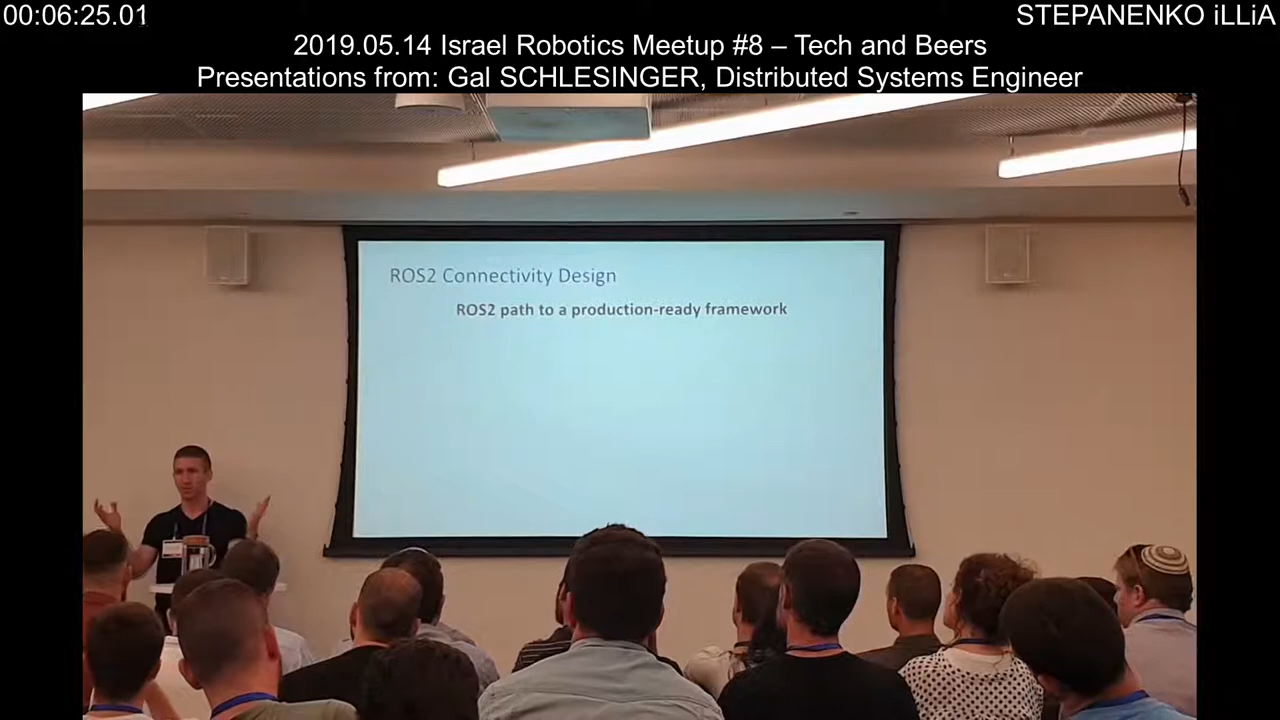 00:06:25.01
STEPANENKO iLLiA
2019.05.14 Israel Robotics Meetup #8 – Tech and Beers
Presentations from: Gal SCHLESINGER, Distributed Systems Engineer
ROS2 Connectivity Design
ROS2 path to a production-ready framework